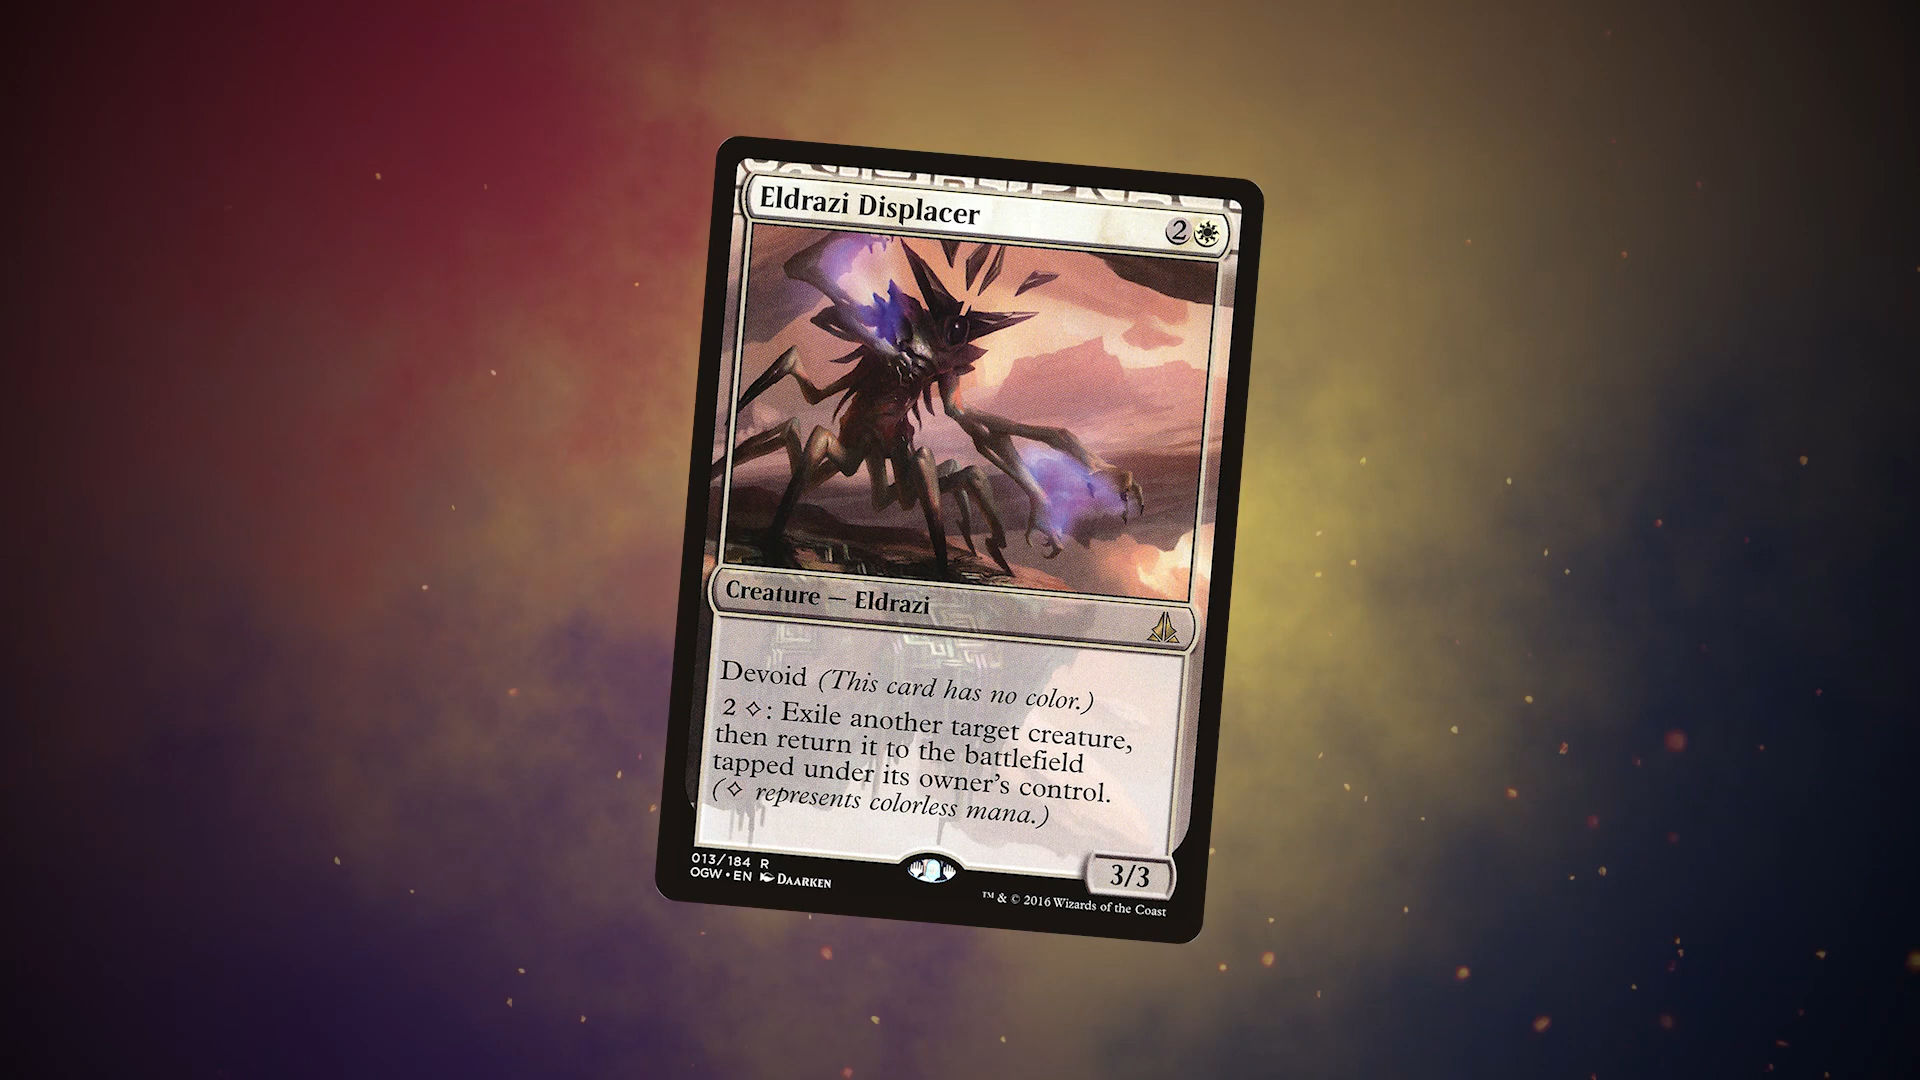 Eldrazi Displacer
2
Creature — Eldrazi
Devoid (This card has no color.)
2 ◇: Exile another target creature,
then return it to the battlefield
tapped under its owner's control.
(◇ represents colorless mana.)
3/3
013/184 R
OGW • EN DAARKEN
™ & © 2016 Wizards of the Coast